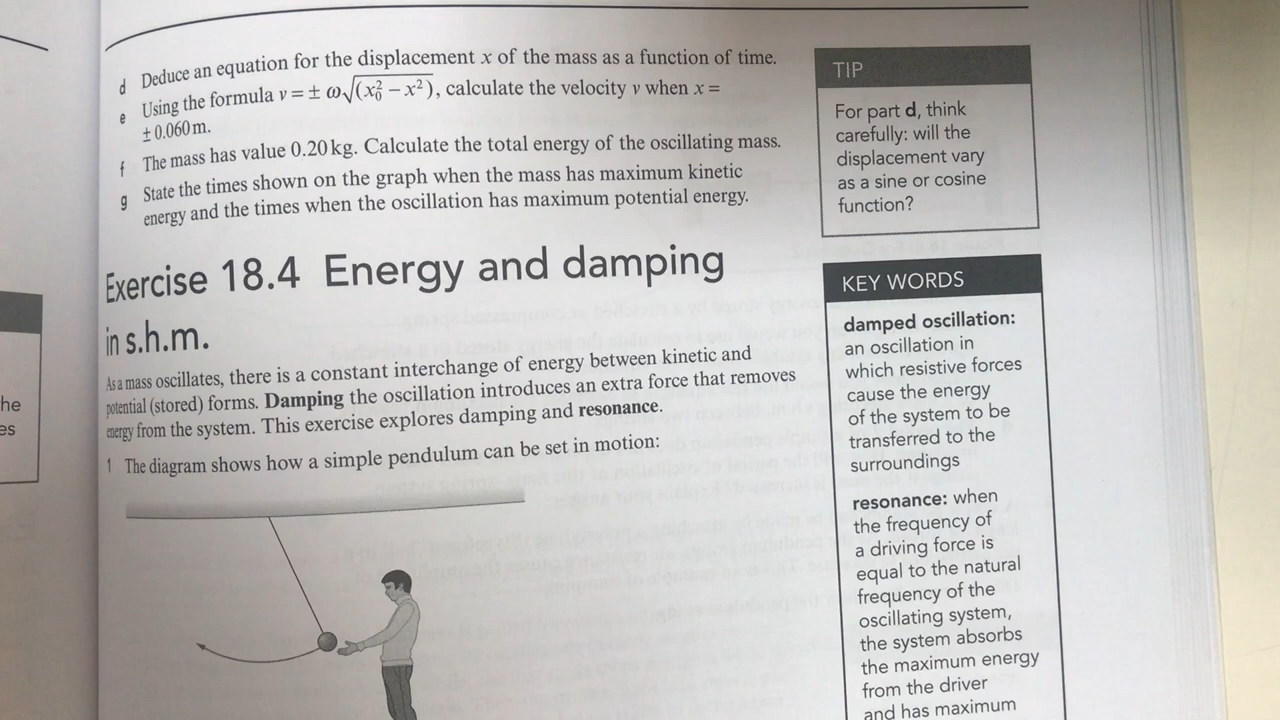 d Deduce an equation for the displacement x of the mass as a function of time.
e Using the formula v = ± ω√(x₀² − x²), calculate the velocity v when x =
± 0.060 m.
f The mass has value 0.20 kg. Calculate the total energy of the oscillating mass.
g State the times shown on the graph when the mass has maximum kinetic
energy and the times when the oscillation has maximum potential energy.
Exercise 18.4 Energy and damping
in s.h.m.
As a mass oscillates, there is a constant interchange of energy between kinetic and
potential (stored) forms. Damping the oscillation introduces an extra force that removes
energy from the system. This exercise explores damping and resonance.
1 The diagram shows how a simple pendulum can be set in motion:
TIP
For part d, think
carefully: will the
displacement vary
as a sine or cosine
function?
KEY WORDS
damped oscillation:
an oscillation in
which resistive forces
cause the energy
of the system to be
transferred to the
surroundings
resonance: when
the frequency of
a driving force is
equal to the natural
frequency of the
oscillating system,
the system absorbs
the maximum energy
from the driver
and has maximum